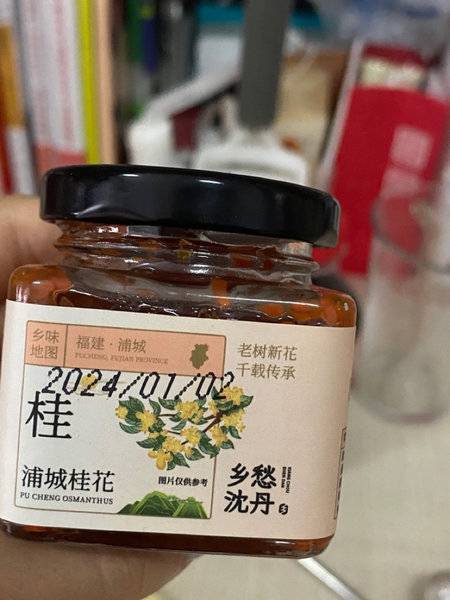 乡味
地图
福建·浦城
PUCHENG, FUJIAN PROVINCE
老树新花
千载传承
2024/01/02
桂
浦城桂花
PU CHENG OSMANTHUS
图片仅供参考
乡愁
沈丹